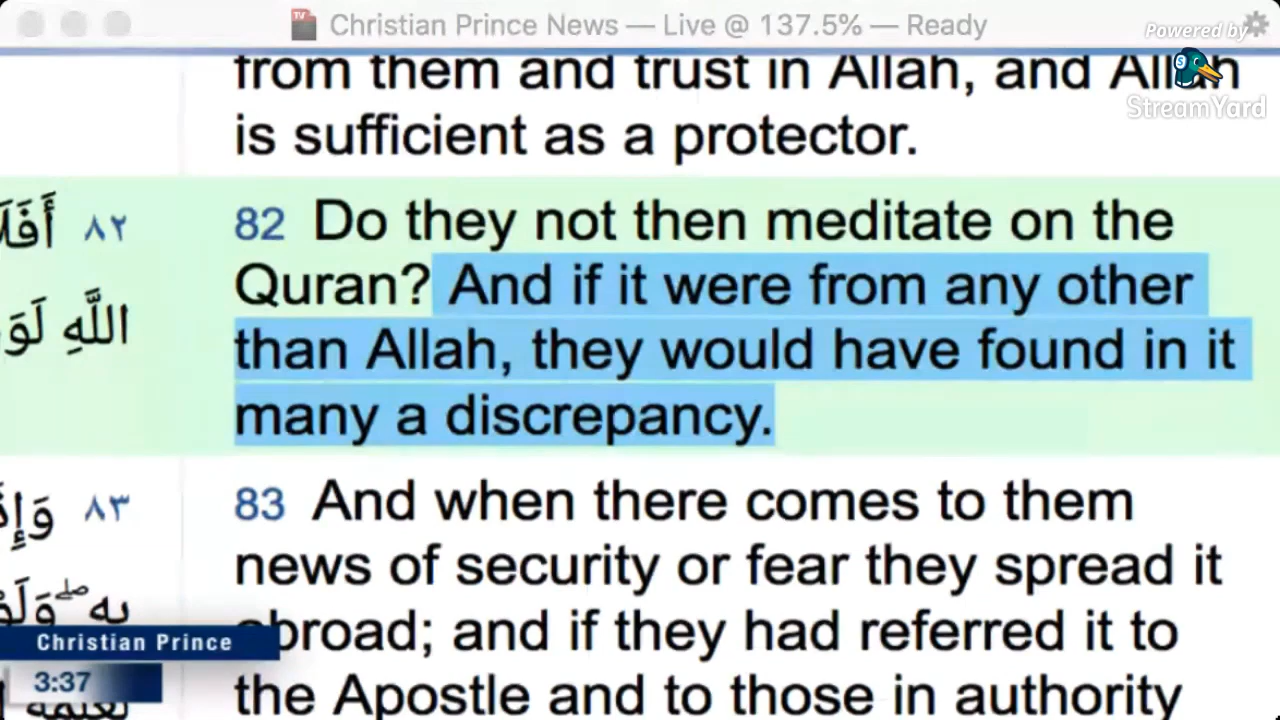 Christian Prince News — Live @ 137.5% — Ready
Powered by
StreamYard
from them and trust in Allah, and Allah
is sufficient as a protector.
٨٢
اللَّهِ
82 Do they not then meditate on the
Quran? And if it were from any other
than Allah, they would have found in it
many a discrepancy.
٨٣
83 And when there comes to them
news of security or fear they spread it
abroad; and if they had referred it to
the Apostle and to those in authority
Christian Prince
3:37